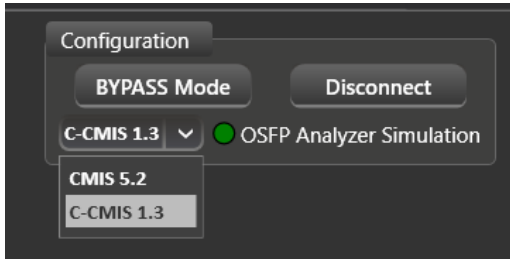 Configuration
BYPASS Mode Disconnect
C-CMIS 1.3 OSFP Analyzer Simulation
CMIS 5.2
C-CMIS 1.3